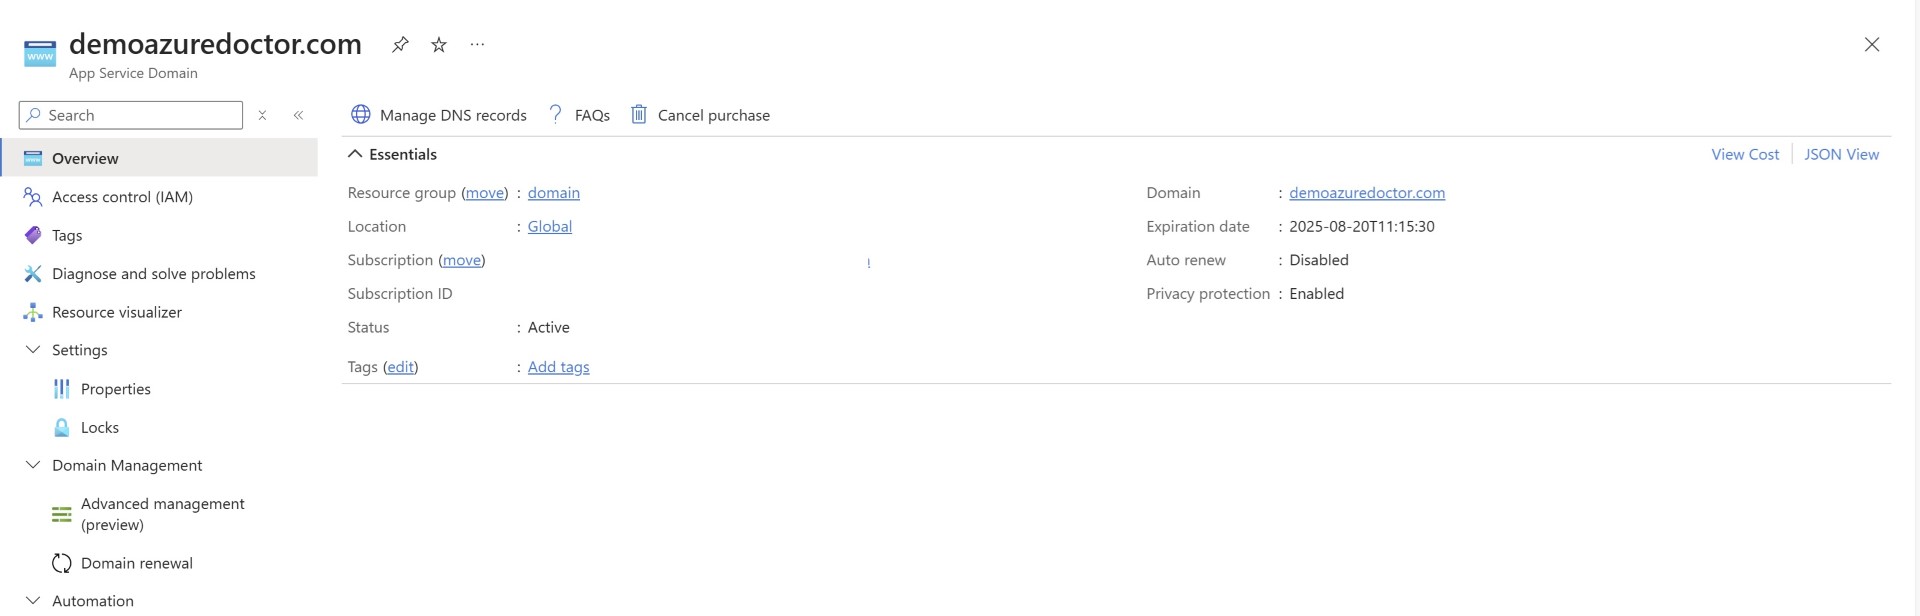 demoazuredoctor.com
App Service Domain
Search
Manage DNS records
FAQs
Cancel purchase
Overview
Access control (IAM)
Tags
Diagnose and solve problems
Resource visualizer
Settings
Properties
Locks
Domain Management
Advanced management
(preview)
Domain renewal
Automation
Essentials
View Cost
JSON View
Resource group (move) : domain
Location : Global
Subscription (move)
Subscription ID
Status : Active
Tags (edit) : Add tags
Domain : demoazuredoctor.com
Expiration date : 2025-08-20T11:15:30
Auto renew : Disabled
Privacy protection : Enabled